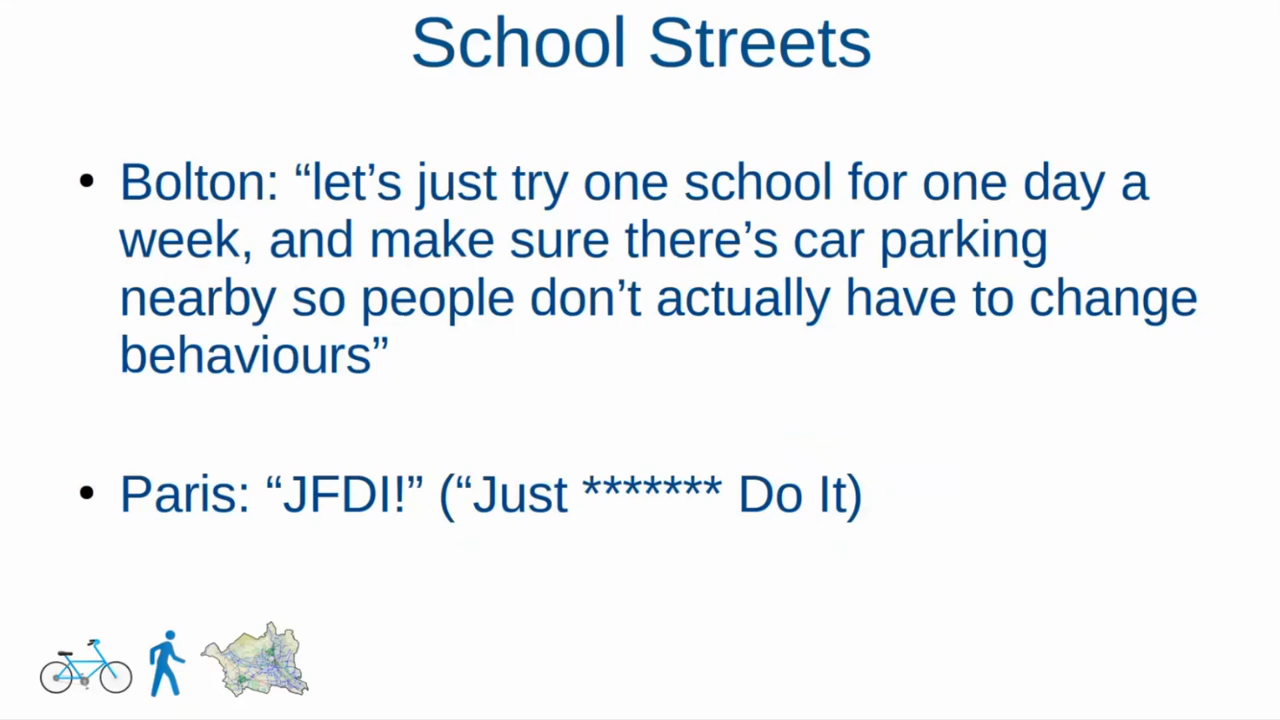 School Streets
• Bolton: “let’s just try one school for one day a
week, and make sure there’s car parking
nearby so people don’t actually have to change
behaviours”
• Paris: “JFDI!” (“Just ******* Do It)